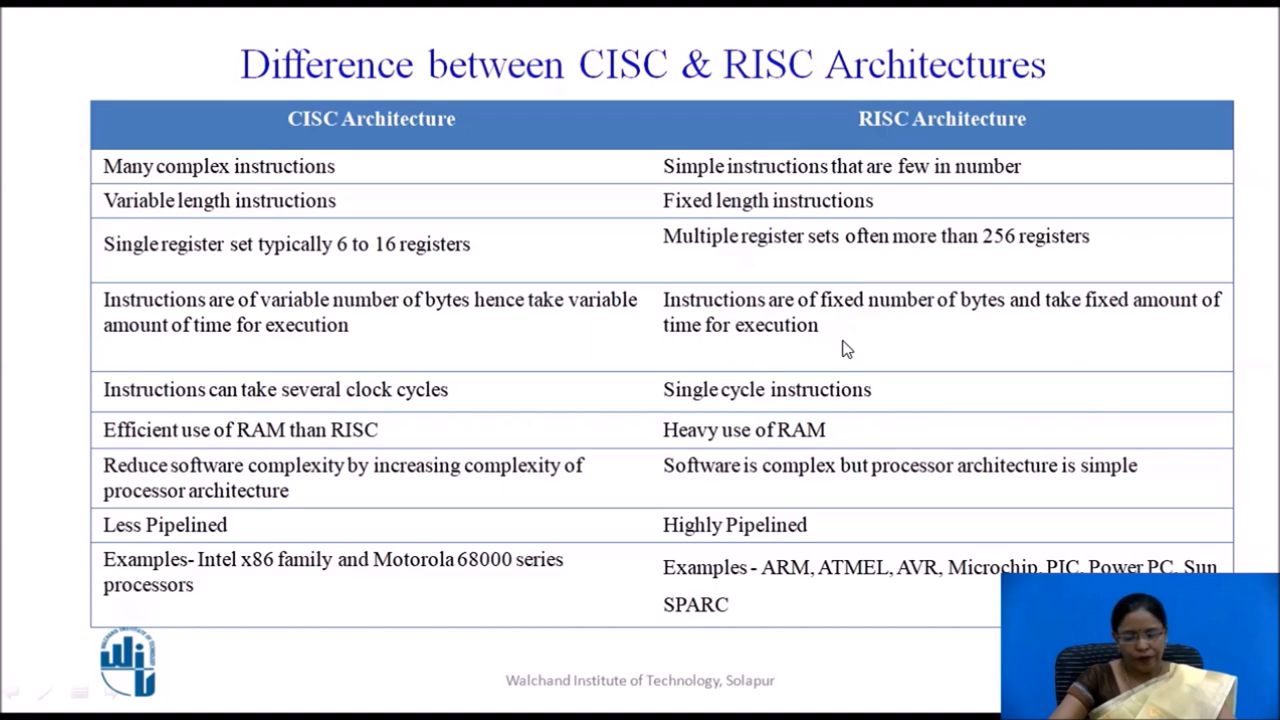 Difference between CISC & RISC Architectures
CISC Architecture
RISC Architecture
Many complex instructions
Simple instructions that are few in number
Variable length instructions
Fixed length instructions
Single register set typically 6 to 16 registers
Multiple register sets often more than 256 registers
Instructions are of variable number of bytes hence take variable
amount of time for execution
Instructions are of fixed number of bytes and take fixed amount of
time for execution
Instructions can take several clock cycles
Single cycle instructions
Efficient use of RAM than RISC
Heavy use of RAM
Reduce software complexity by increasing complexity of
processor architecture
Software is complex but processor architecture is simple
Less Pipelined
Highly Pipelined
Examples- Intel x86 family and Motorola 68000 series
processors
Examples - ARM, ATMEL, AVR, Microchip, PIC, Power PC, Sun
SPARC
WALCHAND INSTITUTE OF TECHNOLOGY
WIT
Walchand Institute of Technology, Solapur